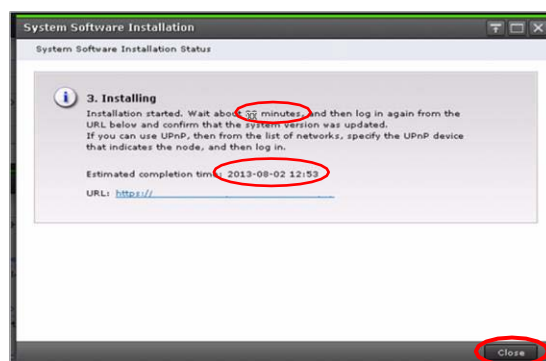 System Software Installation
System Software Installation Status
3. Installing
Installation started. Wait about minutes, and then log in again from the
URL below and confirm that the system version was updated.
If you can use UPnP, then from the list of networks, specify the UPnP device
that indicates the node, and then log in.
Estimated completion time: 2013-08-02 12:53
URL: https://
Close